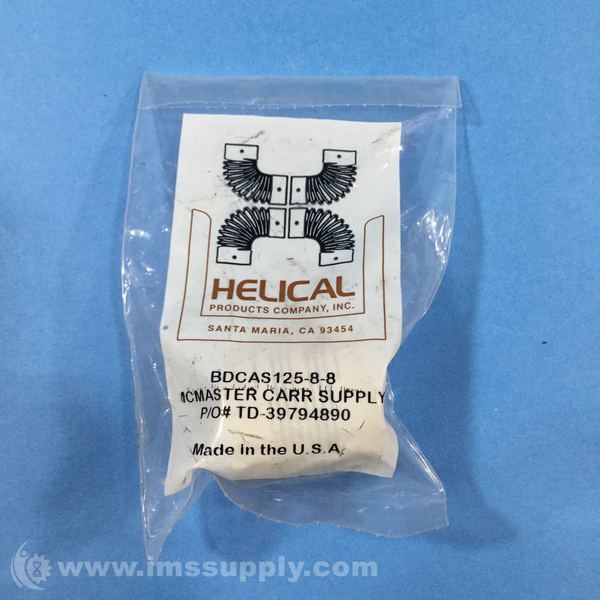 HELICAL
PRODUCTS COMPANY, INC.
SANTA MARIA, CA 93454
BDCAS125-8-8
MCMASTER CARR SUPPLY
P/O# TD-39794890
Made in the U.S.A.
© www.imssupply.com